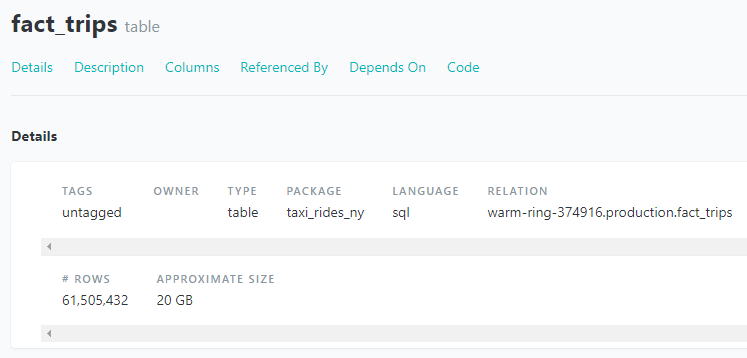 fact_trips table
Details Description Columns Referenced By Depends On Code
Details
TAGS OWNER TYPE PACKAGE LANGUAGE RELATION
untagged table taxi_rides_ny sql warm-ring-374916.production.fact_trips
# ROWS APPROXIMATE SIZE
61,505,432 20 GB